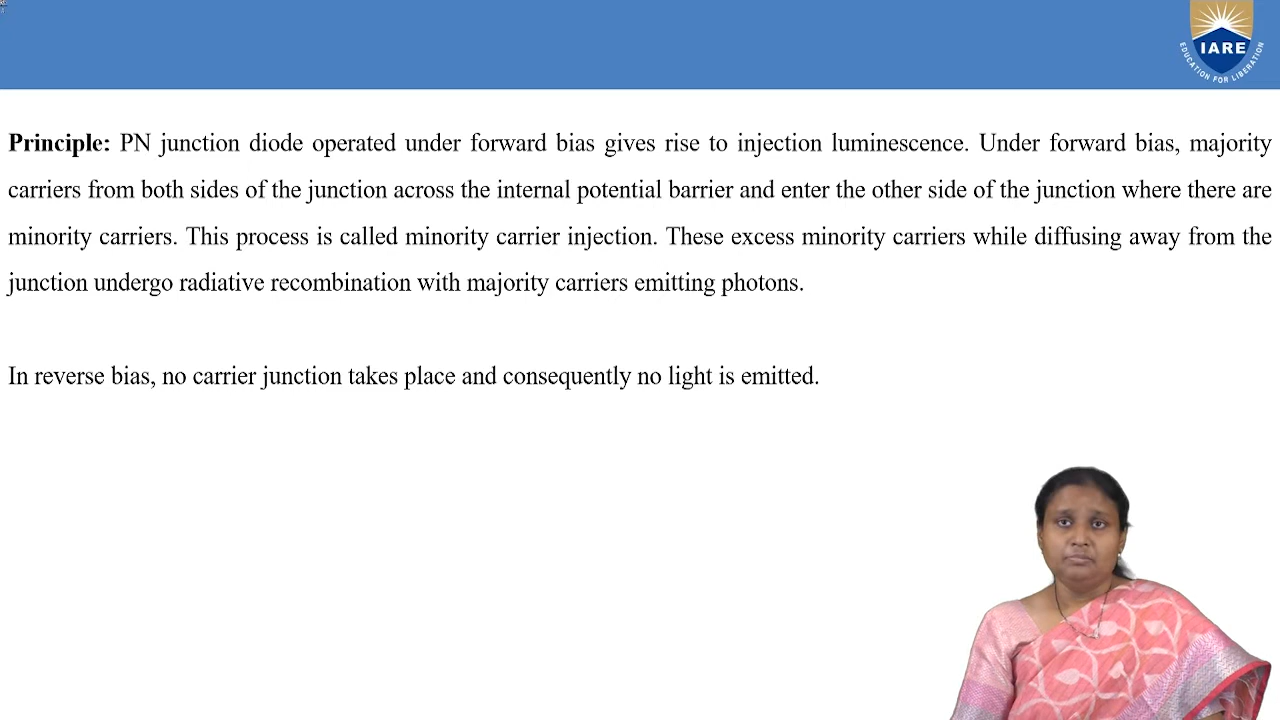 IARE
EDUCATION FOR LIBERATION
Principle: PN junction diode operated under forward bias gives rise to injection luminescence. Under forward bias, majority
carriers from both sides of the junction across the internal potential barrier and enter the other side of the junction where there are
minority carriers. This process is called minority carrier injection. These excess minority carriers while diffusing away from the
junction undergo radiative recombination with majority carriers emitting photons.
In reverse bias, no carrier junction takes place and consequently no light is emitted.